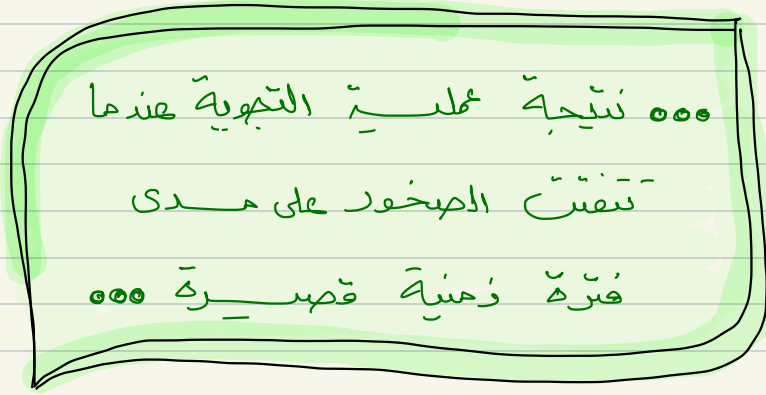 ... نتيجة عملية التجوية عندما
تتفتت الصخور على مدى
فترة زمنية قصيرة ...